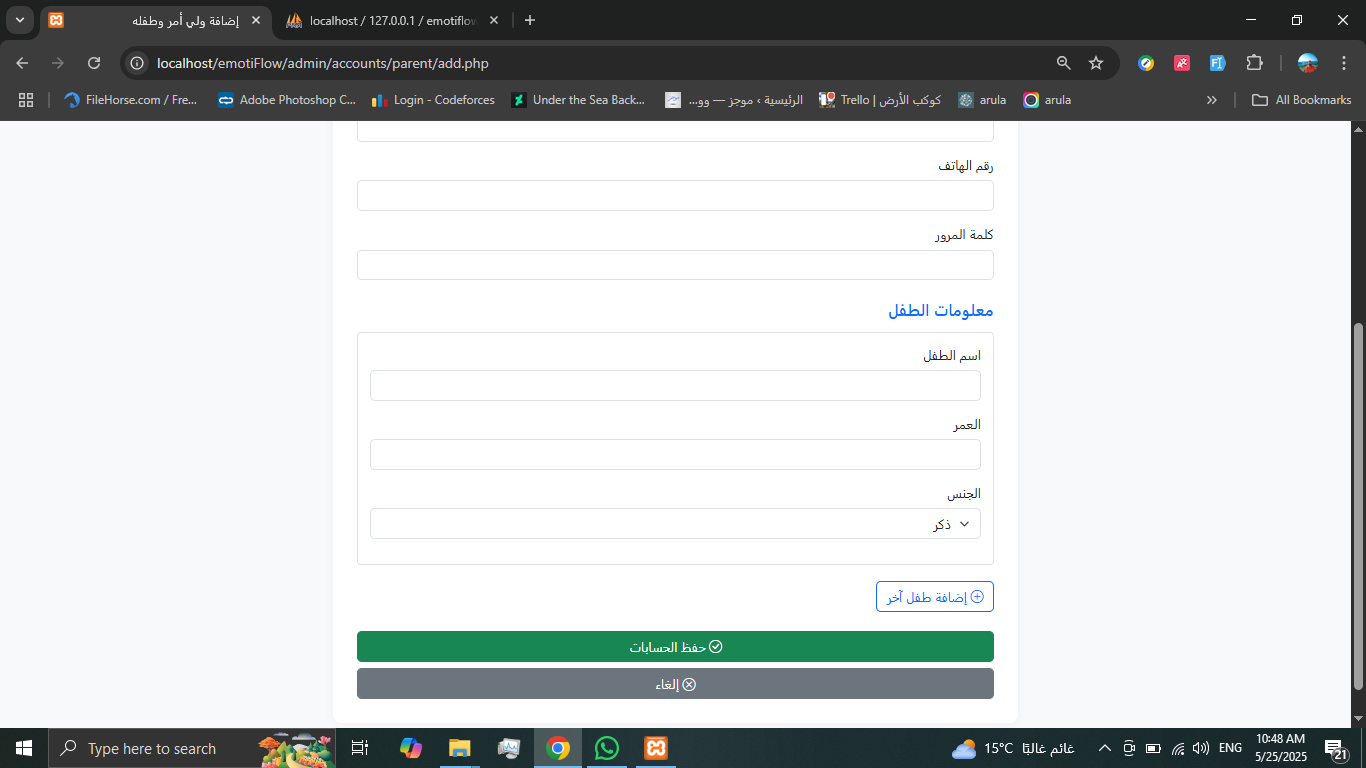 إضافة ولي أمر وطفله
localhost / 127.0.0.1 / emotiflow
localhost/emotiFlow/admin/accounts/parent/add.php
FileHorse.com / Fre...
Adobe Photoshop C...
Login - Codeforces
Under the Sea Back...
الرئيسية › موجز — وو...
كوكب الأرض | Trello
arula
arula
All Bookmarks
رقم الهاتف
كلمة المرور
معلومات الطفل
اسم الطفل
العمر
الجنس
ذكر
إضافة طفل آخر
حفظ الحسابات
إلغاء
Type here to search
15°C غائم غالبًا
ENG
10:48 AM
5/25/2025
21